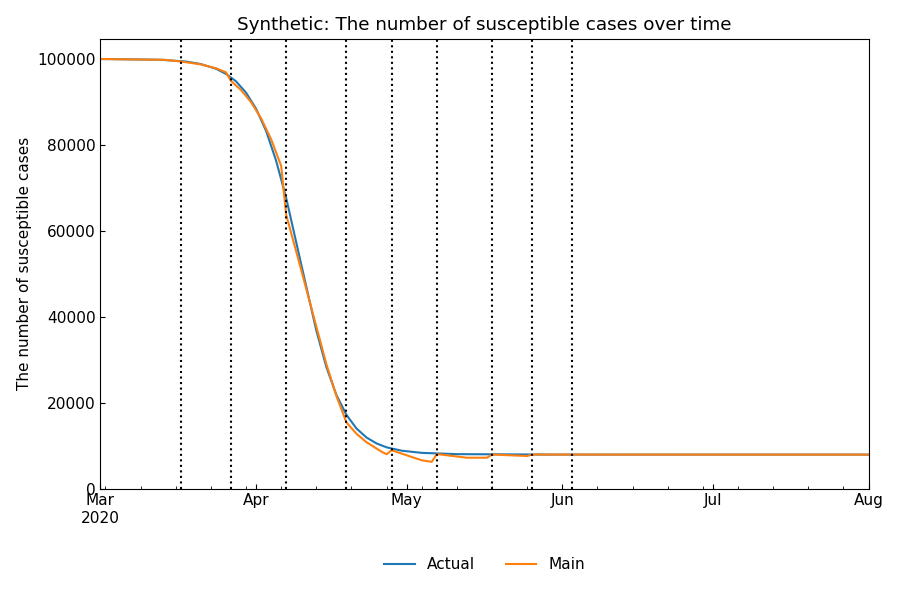 Synthetic: The number of susceptible cases over time
The number of susceptible cases
100000
80000
60000
40000
20000
0
Mar Apr May Jun Jul Aug
2020
Actual Main